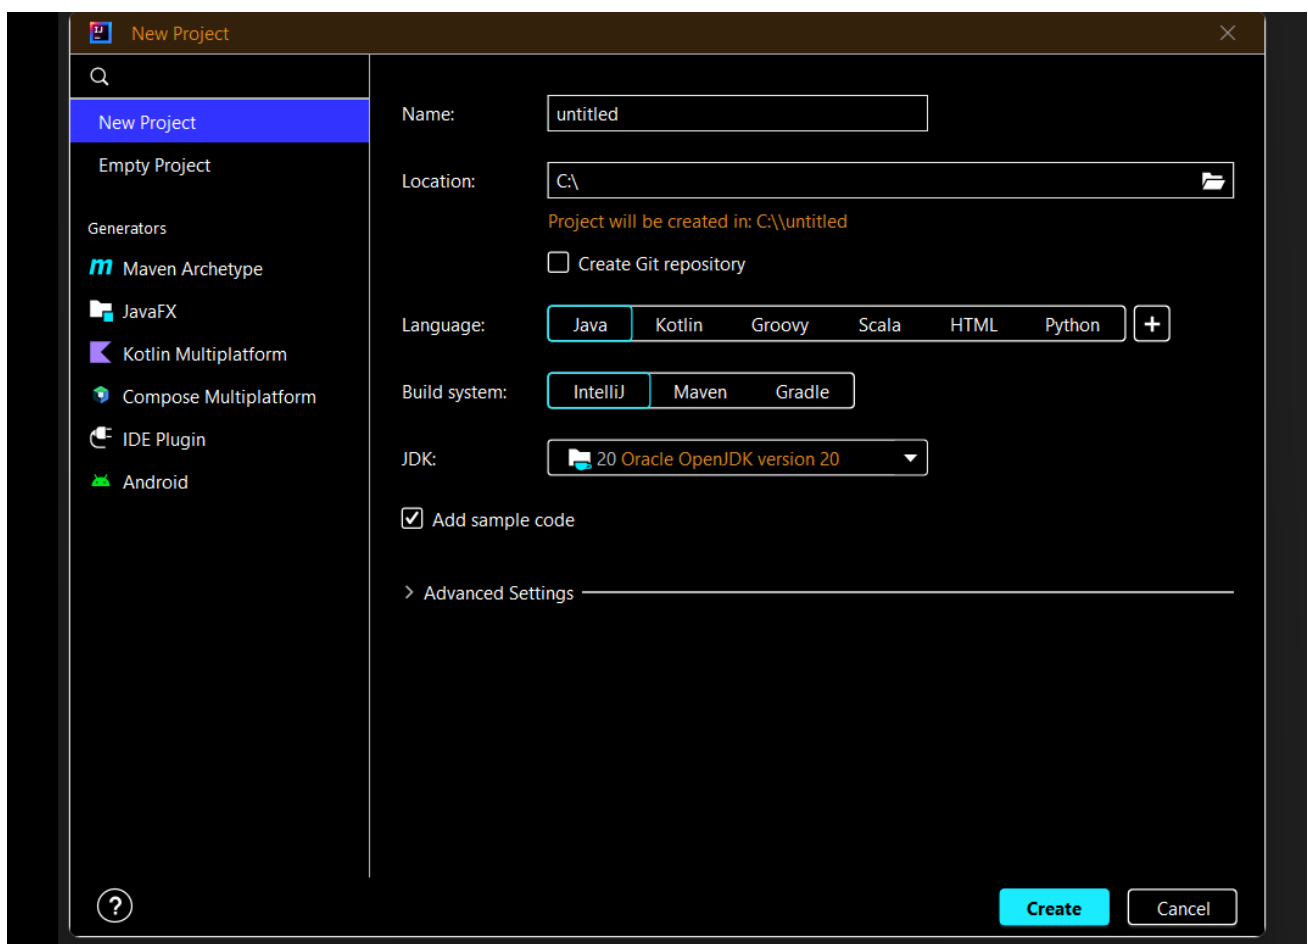 New Project
New Project
Empty Project
Generators
Maven Archetype
JavaFX
Kotlin Multiplatform
Compose Multiplatform
IDE Plugin
Android
Name: untitled
Location: C:\
Project will be created in: C:\\untitled
Create Git repository
Language: Java Kotlin Groovy Scala HTML Python +
Build system: IntelliJ Maven Gradle
JDK: 20 Oracle OpenJDK version 20
Add sample code
Advanced Settings
? Create Cancel